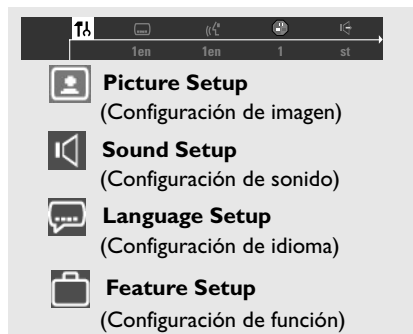 1en 1en 1 st
Picture Setup
(Configuración de imagen)
Sound Setup
(Configuración de sonido)
Language Setup
(Configuración de idioma)
Feature Setup
(Configuración de función)